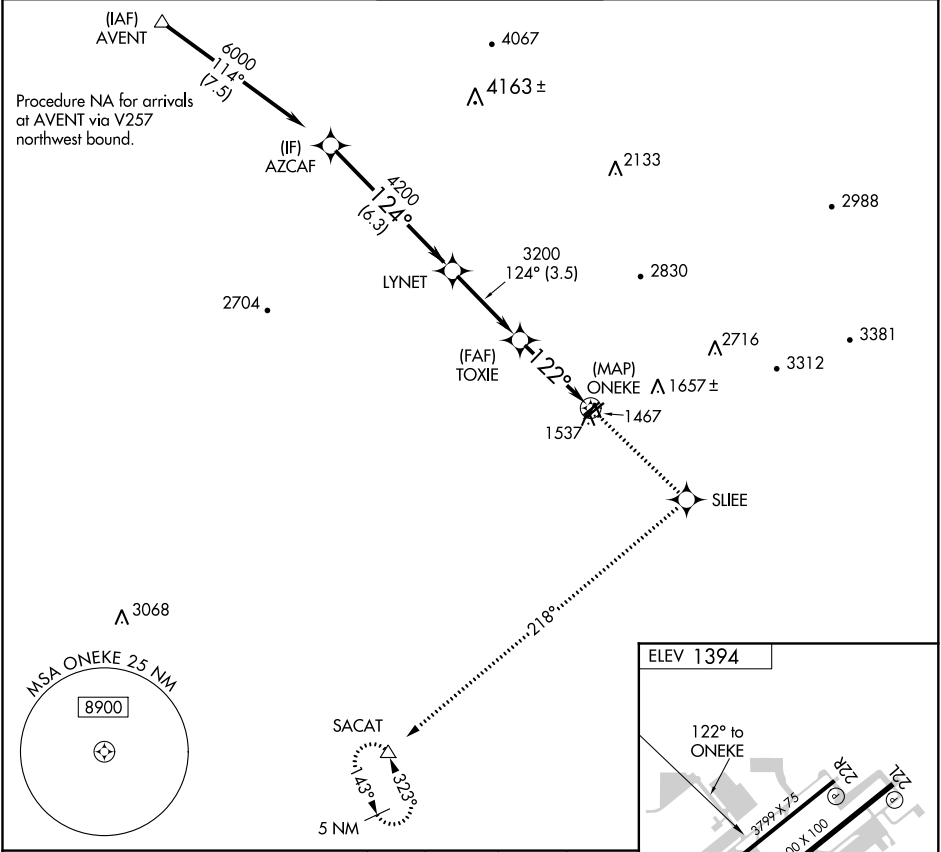 (IAF)
AVENT
6000
114°
(7.5)
4067
4163 ±
Procedure NA for arrivals
at AVENT via V257
northwest bound.
(IF)
AZCAF
2133
4200
124°
(6.3)
2988
3200
124° (3.5)
LYNET
2830
2704
(FAF)
TOXIE
122°
2716
3381
3312
(MAP)
ONEKE
1657 ±
1467
1537
SLIEE
218°
3068
MSA ONEKE 25 NM
8900
SACAT
143°
323°
5 NM
ELEV 1394
122° to
ONEKE
22R
22L
P
P
3799 X 75
00 X 100